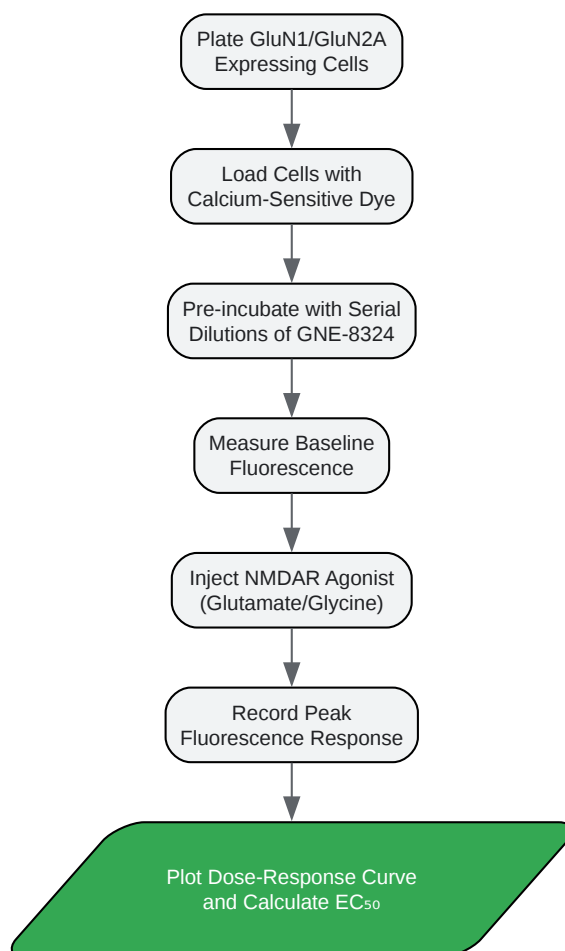 Plate GluN1/GluN2A
Expressing Cells
Load Cells with
Calcium-Sensitive Dye
Pre-incubate with Serial
Dilutions of GNE-8324
Measure Baseline
Fluorescence
Inject NMDAR Agonist
(Glutamate/Glycine)
Record Peak
Fluorescence Response
Plot Dose-Response Curve
and Calculate EC₅₀